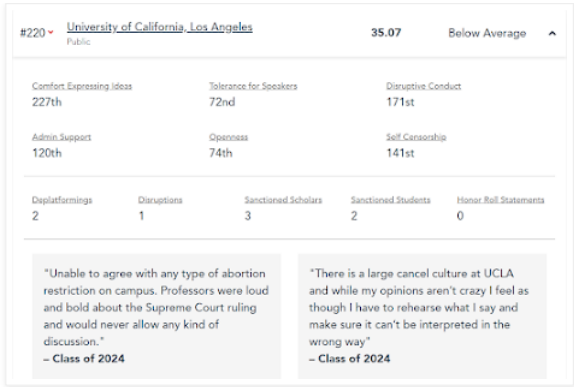 #220 University of California, Los Angeles 35.07 Below Average
Public
Comfort Expressing Ideas Tolerance for Speakers Disruptive Conduct
227th 72nd 171st
Admin Support Openness Self Censorship
120th 74th 141st
Deplatformings Disruptions Sanctioned Scholars Sanctioned Students Honor Roll Statements
2 1 3 2 0
"Unable to agree with any type of abortion
restriction on campus. Professors were loud
and bold about the Supreme Court ruling
and would never allow any kind of
discussion."
– Class of 2024
"There is a large cancel culture at UCLA
and while my opinions aren't crazy I feel as
though I have to rehearse what I say and
make sure it can't be interpreted in the
wrong way"
– Class of 2024